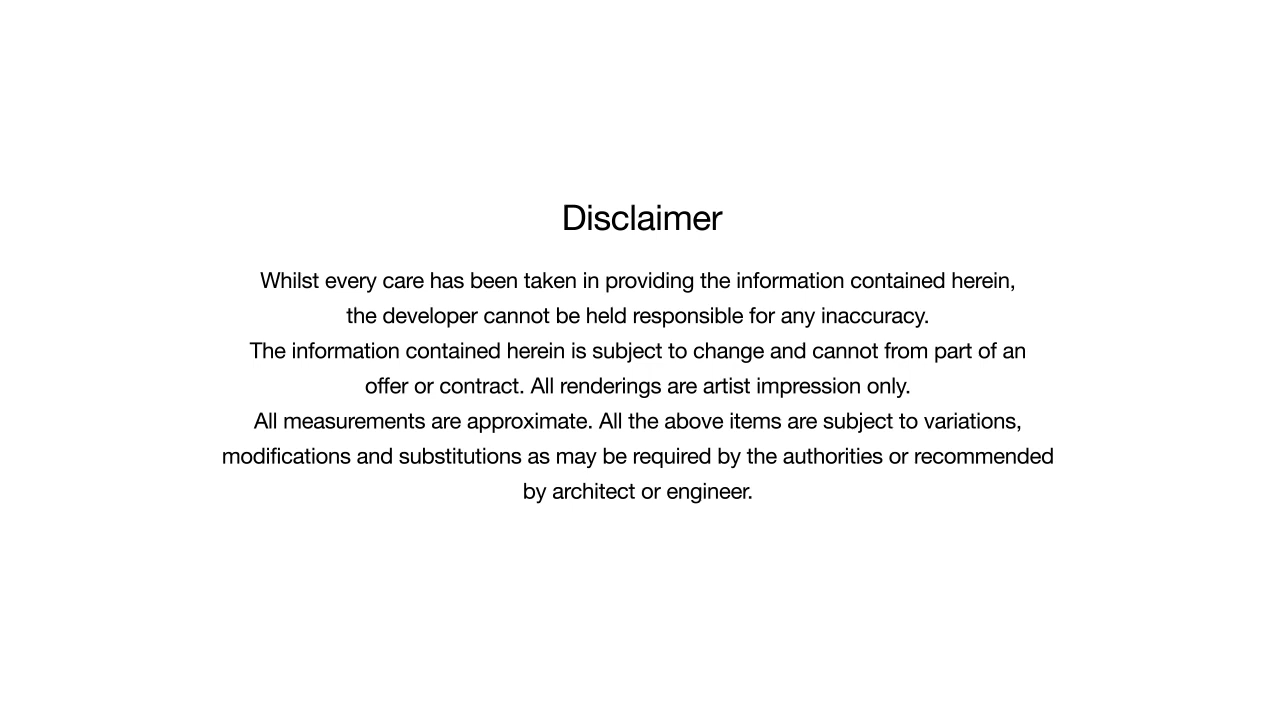 Disclaimer
Whilst every care has been taken in providing the information contained herein,
the developer cannot be held responsible for any inaccuracy.
The information contained herein is subject to change and cannot from part of an
offer or contract. All renderings are artist impression only.
All measurements are approximate. All the above items are subject to variations,
modifications and substitutions as may be required by the authorities or recommended
by architect or engineer.